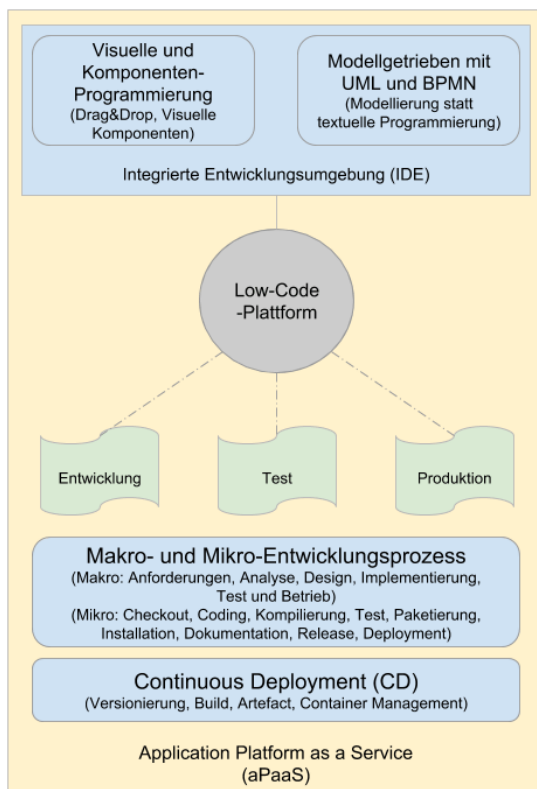 Visuelle und
Komponenten-
Programmierung
(Drag&Drop, Visuelle
Komponenten)
Modellgetrieben mit
UML und BPMN
(Modellierung statt
textuelle Programmierung)
Integrierte Entwicklungsumgebung (IDE)
Low-Code
-Plattform
Entwicklung
Test
Produktion
Makro- und Mikro-Entwicklungsprozess
(Makro: Anforderungen, Analyse, Design, Implementierung,
Test und Betrieb)
(Mikro: Checkout, Coding, Kompilierung, Test, Paketierung,
Installation, Dokumentation, Release, Deployment)
Continuous Deployment (CD)
(Versionierung, Build, Artefact, Container Management)
Application Platform as a Service
(aPaaS)